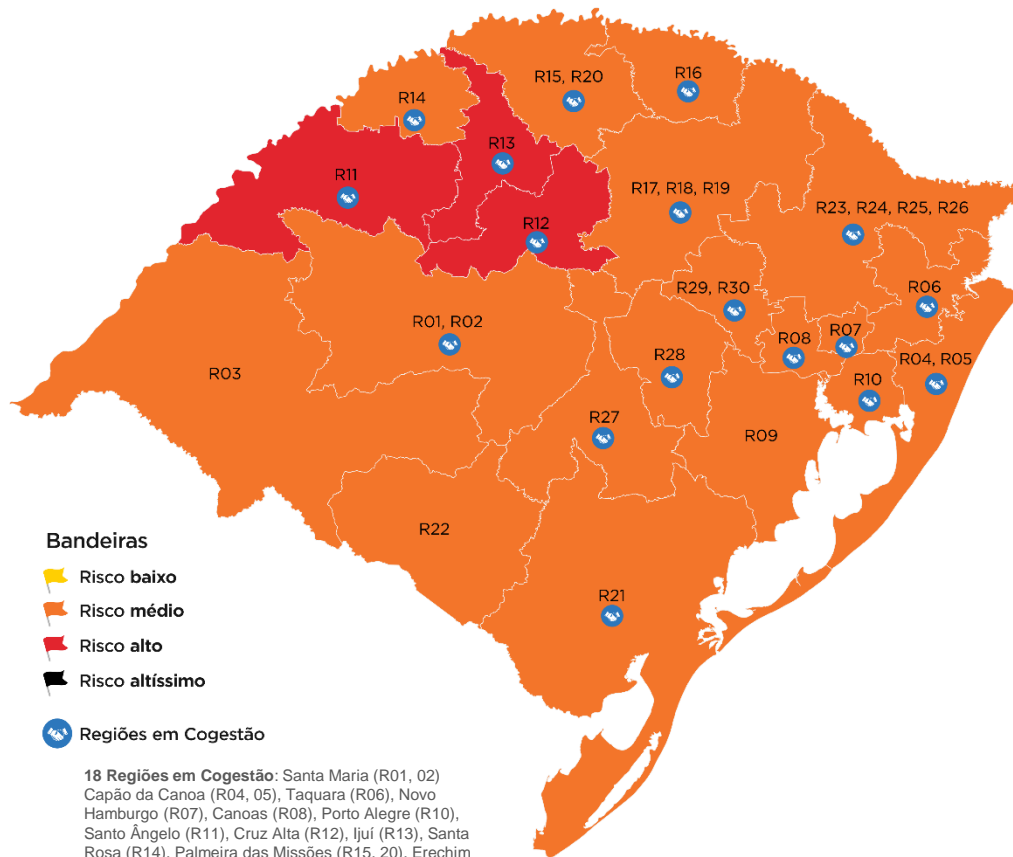 R15, R20
R16
R14
R13
R11
R17, R18, R19
R23, R24, R25, R26
R12
R29, R30
R06
R01, R02
R08
R07
R04, R05
R28
R03
R10
R27
R09
R22
R21
Bandeiras
Risco baixo
Risco médio
Risco alto
Risco altíssimo
Regiões em Cogestão
18 Regiões em Cogestão: Santa Maria (R01, 02)
Capão da Canoa (R04, 05), Taquara (R06), Novo
Hamburgo (R07), Canoas (R08), Porto Alegre (R10),
Santo Ângelo (R11), Cruz Alta (R12), Ijuí (R13), Santa
Rosa (R14), Palmeira das Missões (R15, 20), Erechim